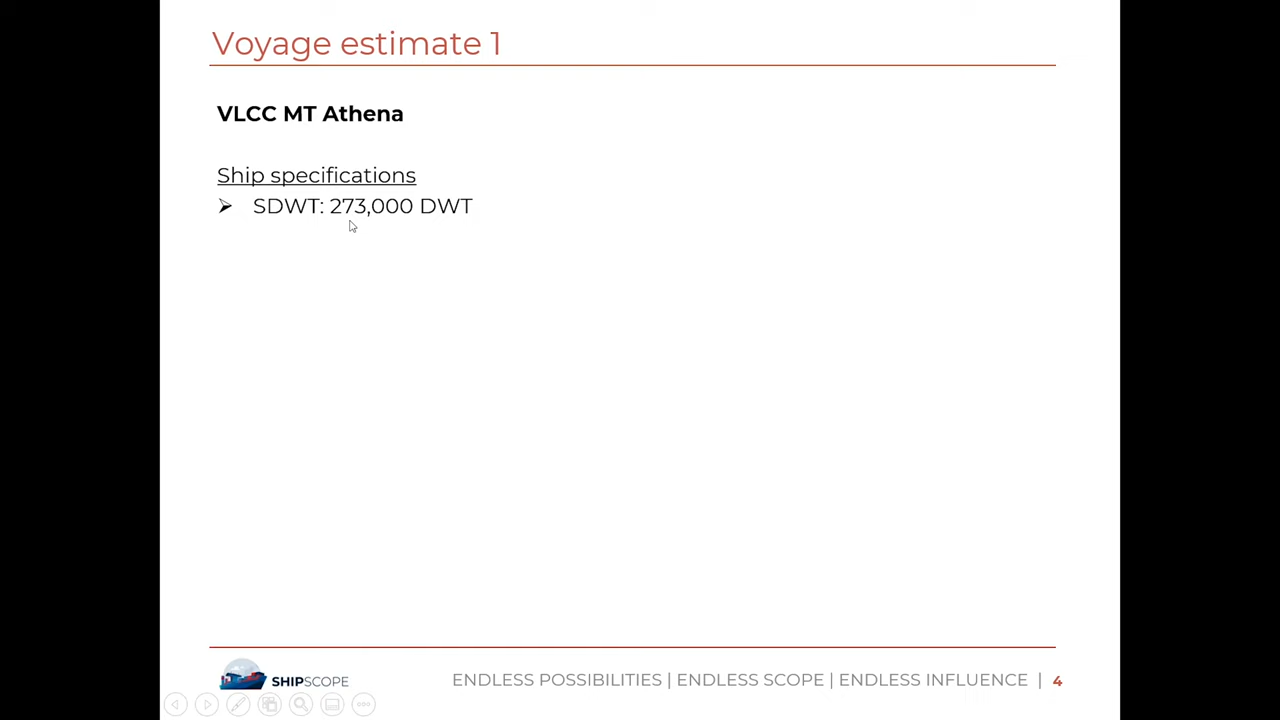 Voyage estimate 1
VLCC MT Athena
Ship specifications
➢ SDWT: 273,000 DWT
SHIPSCOPE
ENDLESS POSSIBILITIES | ENDLESS SCOPE | ENDLESS INFLUENCE | 4